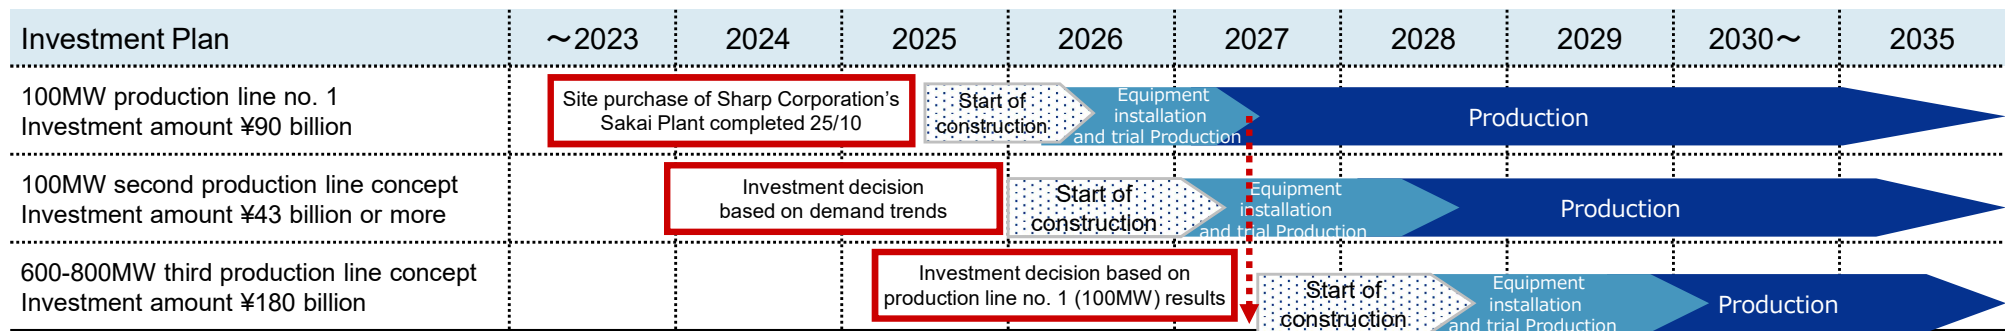 Investment Plan
～2023
2024
2025
2026
2027
2028
2029
2030～
2035
100MW production line no. 1
Investment amount ¥90 billion
Site purchase of Sharp Corporation's
Sakai Plant completed 25/10
Start of
construction
Equipment
installation
and trial Production
Production
100MW second production line concept
Investment amount ¥43 billion or more
Investment decision
based on demand trends
Start of
construction
Equipment
installation
and trial Production
Production
600-800MW third production line concept
Investment amount ¥180 billion
Investment decision based on
production line no. 1 (100MW) results
Start of
construction
Equipment
installation
and trial Production
Production